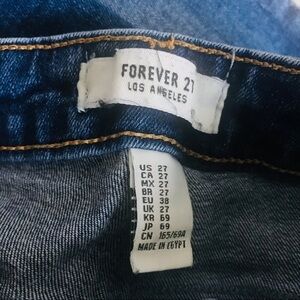 FOREVER 21
LOS ANGELES
US 27
CA 27
MX 27
BR 27
EU 38
UK 27
KR 69
JP 69
CN 165/69A
MADE IN EGYPT